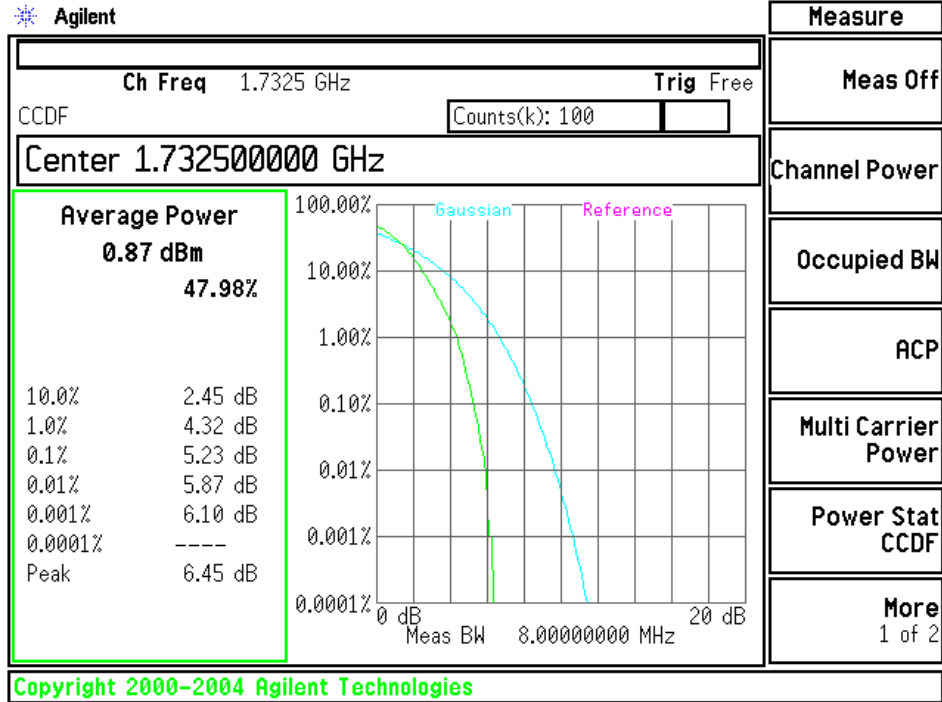 Agilent
Measure
Ch Freq 1.7325 GHz Trig Free
CCDF
Counts(k): 100
Center 1.732500000 GHz
Average Power
0.87 dBm
47.98%
10.0% 2.45 dB
1.0% 4.32 dB
0.1% 5.23 dB
0.01% 5.87 dB
0.001% 6.10 dB
0.0001% ----
Peak 6.45 dB
Gaussian Reference
100.00%
10.00%
1.00%
0.10%
0.01%
0.001%
0.0001%
0 dB 20 dB
Meas BW 8.00000000 MHz
Meas Off
Channel Power
Occupied BW
ACP
Multi Carrier
Power
Power Stat
CCDF
More
1 of 2
Copyright 2000-2004 Agilent Technologies